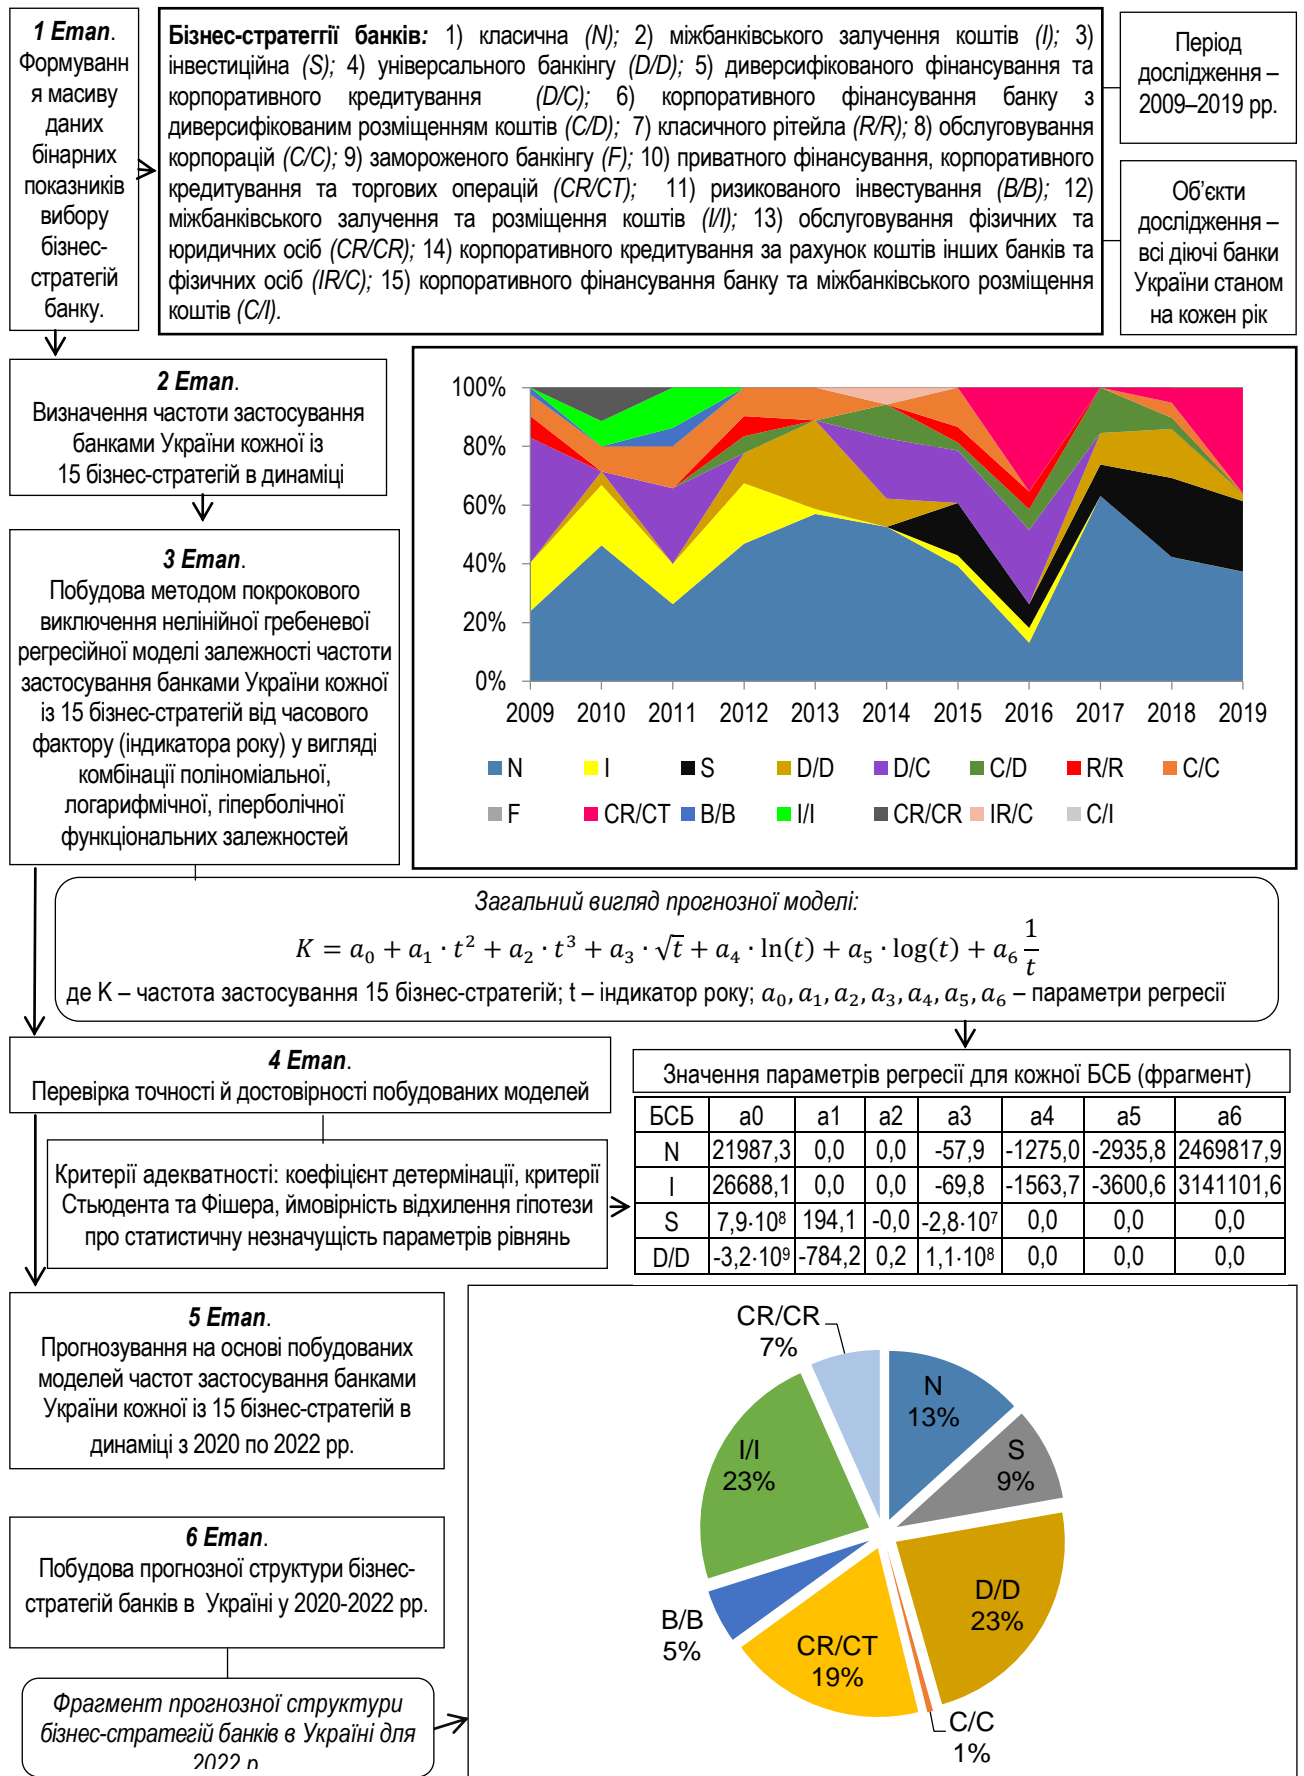 1 Етап.
Формуванн
я масиву
даних
бінарних
показників
вибору
бізнес-
стратегій
банку.
Бізнес-стратеггії банків: 1) класична (N); 2) міжбанківського залучення коштів (I); 3)
інвестиційна (S); 4) універсального банкінгу (D/D); 5) диверсифікованого фінансування та
корпоративного кредитування (D/C); 6) корпоративного фінансування банку з
диверсифікованим розміщенням коштів (C/D); 7) класичного рітейла (R/R); 8) обслуговування
корпорацій (C/C); 9) замороженого банкінгу (F); 10) приватного фінансування, корпоративного
кредитування та торгових операцій (CR/CT); 11) ризикованого інвестування (B/B); 12)
міжбанківського залучення та розміщення коштів (I/I); 13) обслуговування фізичних та
юридичних осіб (CR/CR); 14) корпоративного кредитування за рахунок коштів інших банків та
фізичних осіб (IR/C); 15) корпоративного фінансування банку та міжбанківського розміщення
коштів (C/I).
Період
дослідження –
2009–2019 рр.
Об’єкти
дослідження –
всі діючі банки
України станом
на кожен рік
2 Етап.
Визначення частоти застосування
банками України кожної із
15 бізнес-стратегій в динаміці
3 Етап.
Побудова методом покрокового
виключення нелінійної гребеневої
регресійної моделі залежності частоти
застосування банками України кожної
із 15 бізнес-стратегій від часового
фактору (індикатора року) у вигляді
комбінації поліноміальної,
логарифмічної, гіперболічної
функціональних залежностей
100%
80%
60%
40%
20%
0%
2009 2010 2011 2012 2013 2014 2015 2016 2017 2018 2019
N I S D/D D/C C/D R/R C/C
F CR/CT B/B I/I CR/CR IR/C C/I
Загальний вигляд прогнозної моделі:
K = a₀ + a₁ · t² + a₂ · t³ + a₃ · √t + a₄ · ln(t) + a₅ · log(t) + a₆ 1/t
де K – частота застосування 15 бізнес-стратегій; t – індикатор року; a₀, a₁, a₂, a₃, a₄, a₅, a₆ – параметри регресії
4 Етап.
Перевірка точності й достовірності побудованих моделей
Критерії адекватності: коефіцієнт детермінації, критерії
Стьюдента та Фішера, ймовірність відхилення гіпотези
про статистичну незначущість параметрів рівнянь
Значення параметрів регресії для кожної БСБ (фрагмент)
БСБ a0 a1 a2 a3 a4 a5 a6
N 21987,3 0,0 0,0 -57,9 -1275,0 -2935,8 2469817,9
I 26688,1 0,0 0,0 -69,8 -1563,7 -3600,6 3141101,6
S 7,9·10⁸ 194,1 -0,0 -2,8·10⁷ 0,0 0,0 0,0
D/D -3,2·10⁹ -784,2 0,2 1,1·10⁸ 0,0 0,0 0,0
5 Етап.
Прогнозування на основі побудованих
моделей частот застосування банками
України кожної із 15 бізнес-стратегій в
динаміці з 2020 по 2022 рр.
6 Етап.
Побудова прогнозної структури бізнес-
стратегій банків в Україні у 2020-2022 рр.
Фрагмент прогнозної структури
бізнес-стратегій банків в Україні для
2022 р
CR/CR
7%
N
13%
S
9%
D/D
23%
C/C
1%
CR/CT
19%
B/B
5%
I/I
23%